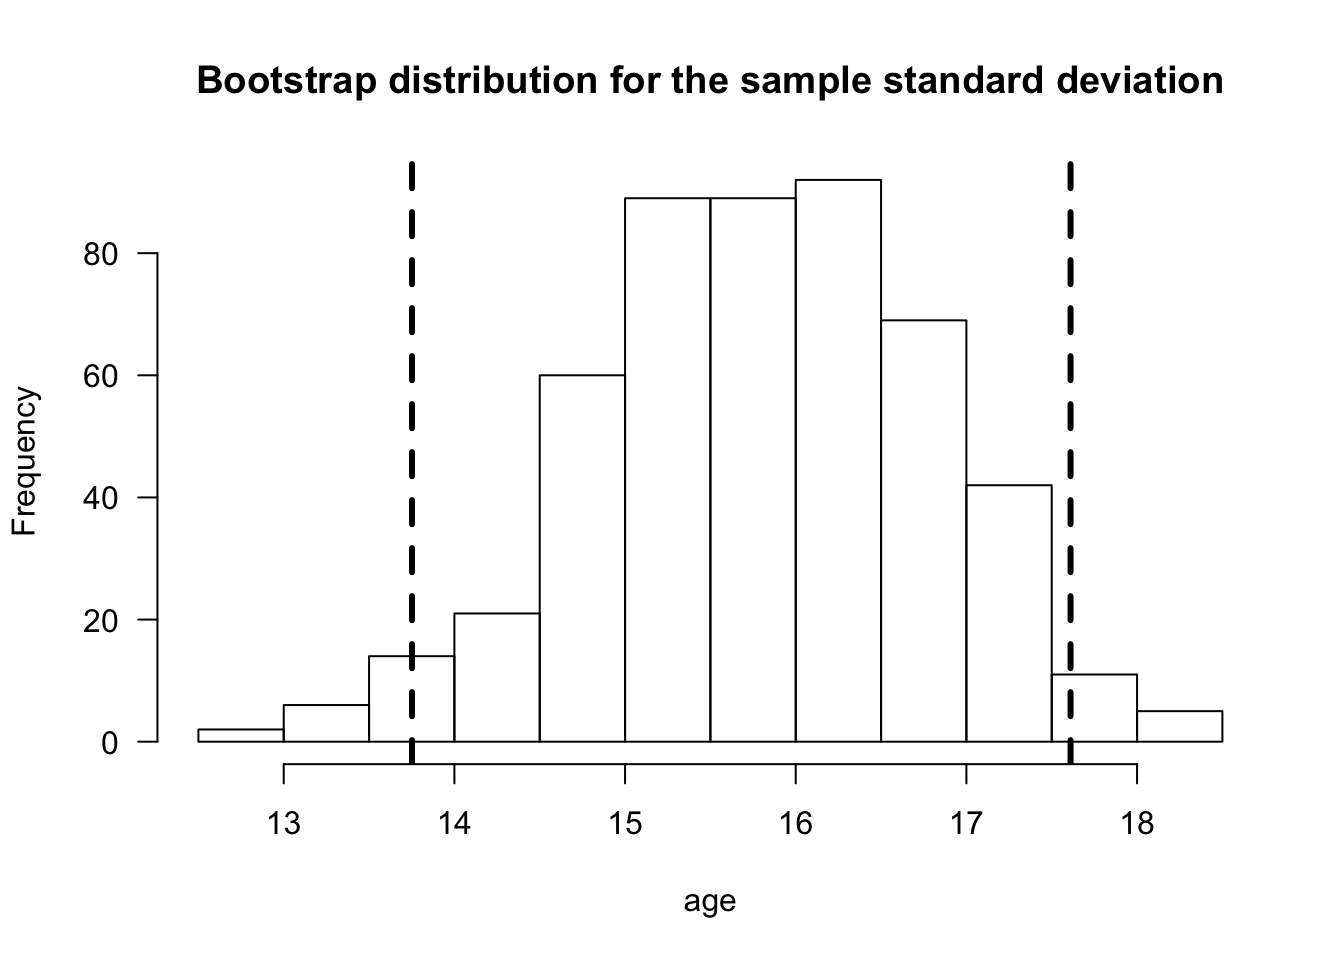 Bootstrap distribution for the sample standard deviation
Frequency
80
60
40
20
0
13 14 15 16 17 18
age